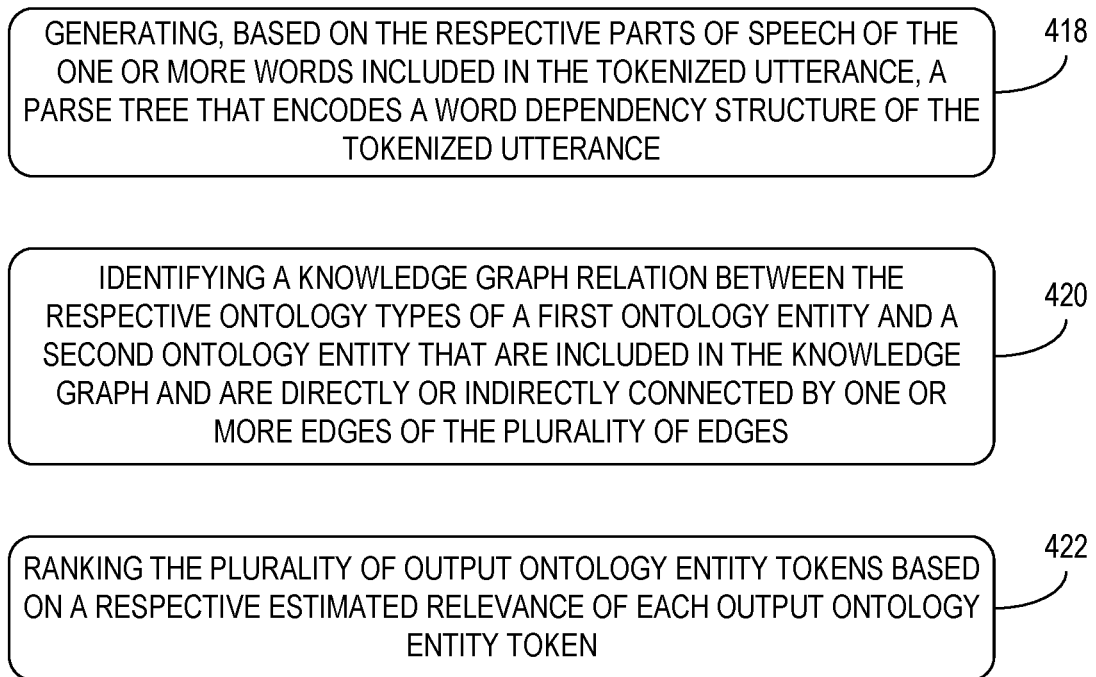 GENERATING, BASED ON THE RESPECTIVE PARTS OF SPEECH OF THE
ONE OR MORE WORDS INCLUDED IN THE TOKENIZED UTTERANCE, A
PARSE TREE THAT ENCODES A WORD DEPENDENCY STRUCTURE OF THE
TOKENIZED UTTERANCE
418
IDENTIFYING A KNOWLEDGE GRAPH RELATION BETWEEN THE
RESPECTIVE ONTOLOGY TYPES OF A FIRST ONTOLOGY ENTITY AND A
SECOND ONTOLOGY ENTITY THAT ARE INCLUDED IN THE KNOWLEDGE
GRAPH AND ARE DIRECTLY OR INDIRECTLY CONNECTED BY ONE OR
MORE EDGES OF THE PLURALITY OF EDGES
420
RANKING THE PLURALITY OF OUTPUT ONTOLOGY ENTITY TOKENS BASED
ON A RESPECTIVE ESTIMATED RELEVANCE OF EACH OUTPUT ONTOLOGY
ENTITY TOKEN
422